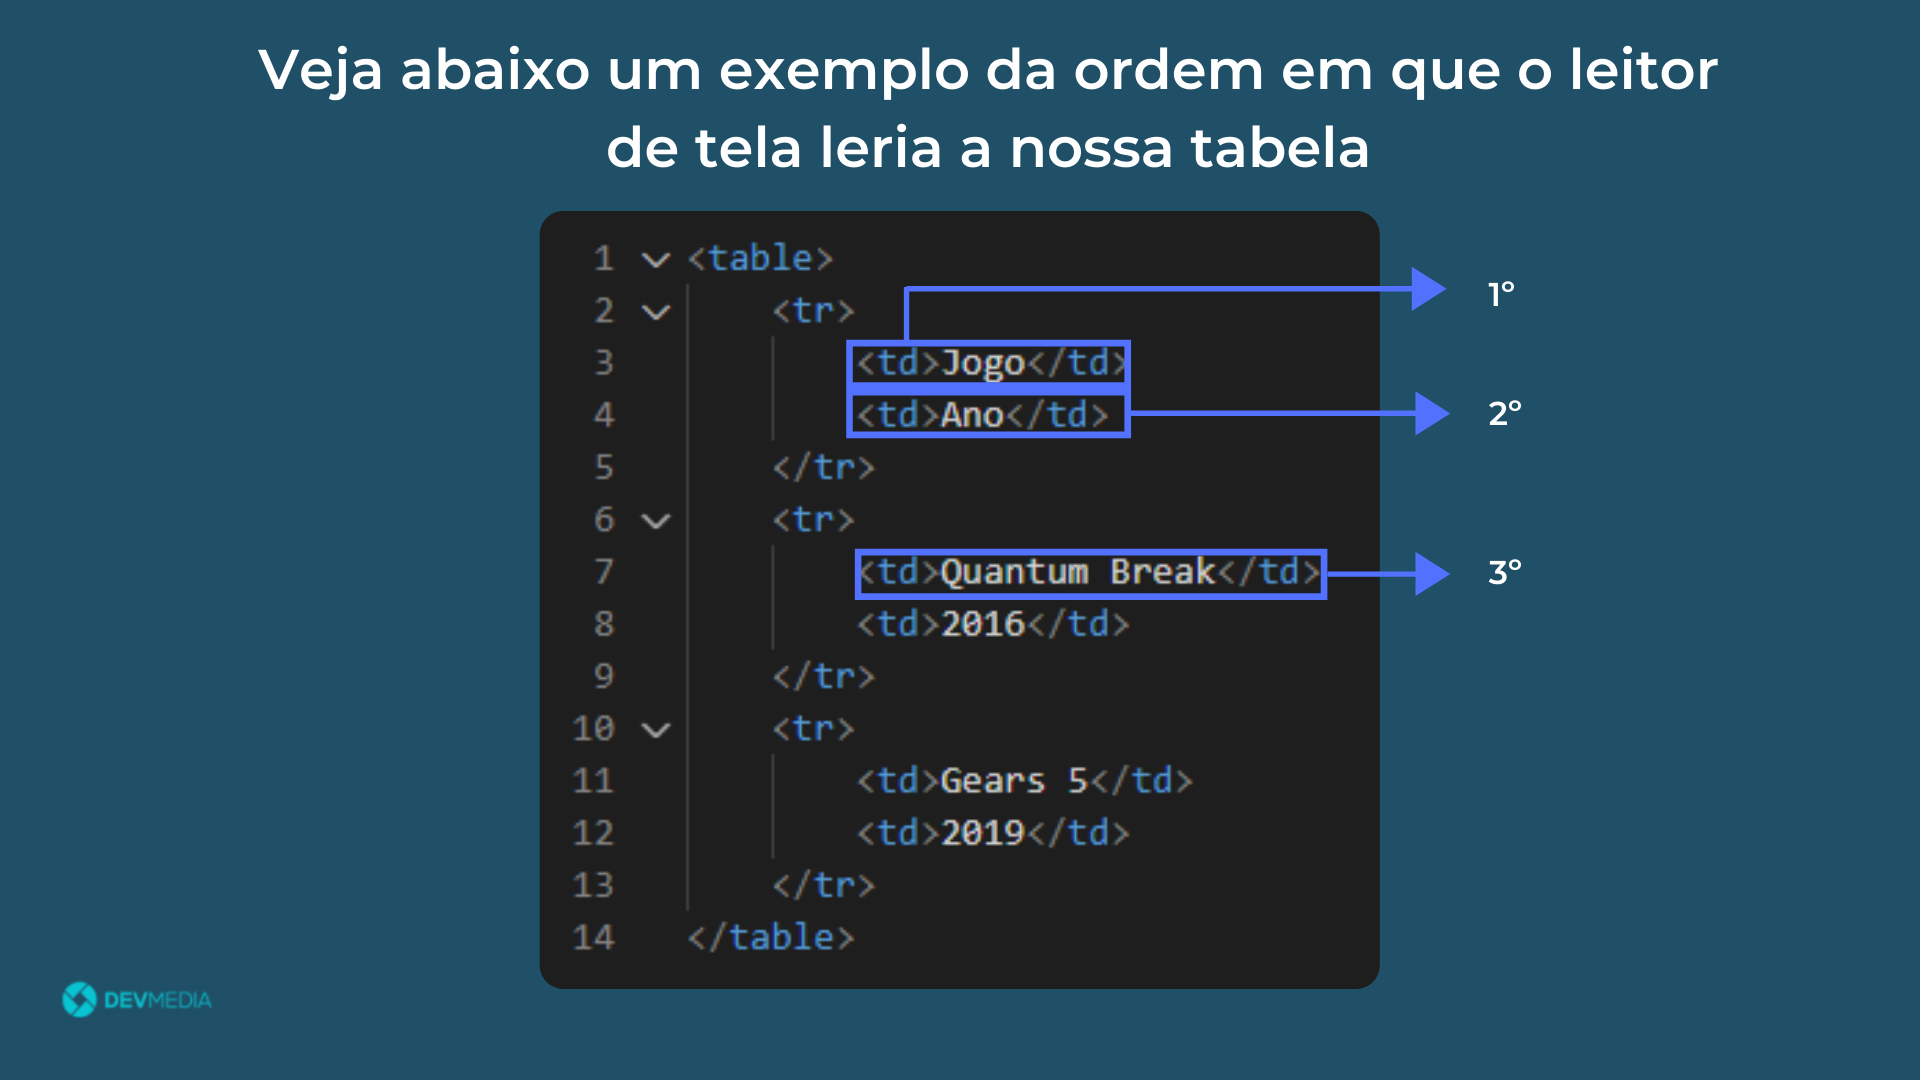 Veja abaixo um exemplo da ordem em que o leitor
de tela leria a nossa tabela
1 <table>
2 <tr>
1º
3 <td>Jogo</td>
4 <td>Ano</td>
2º
5 </tr>
6 <tr>
7 <td>Quantum Break</td>
3º
8 <td>2016</td>
9 </tr>
10 <tr>
11 <td>Gears 5</td>
12 <td>2019</td>
13 </tr>
14 </table>
DEVMEDIA